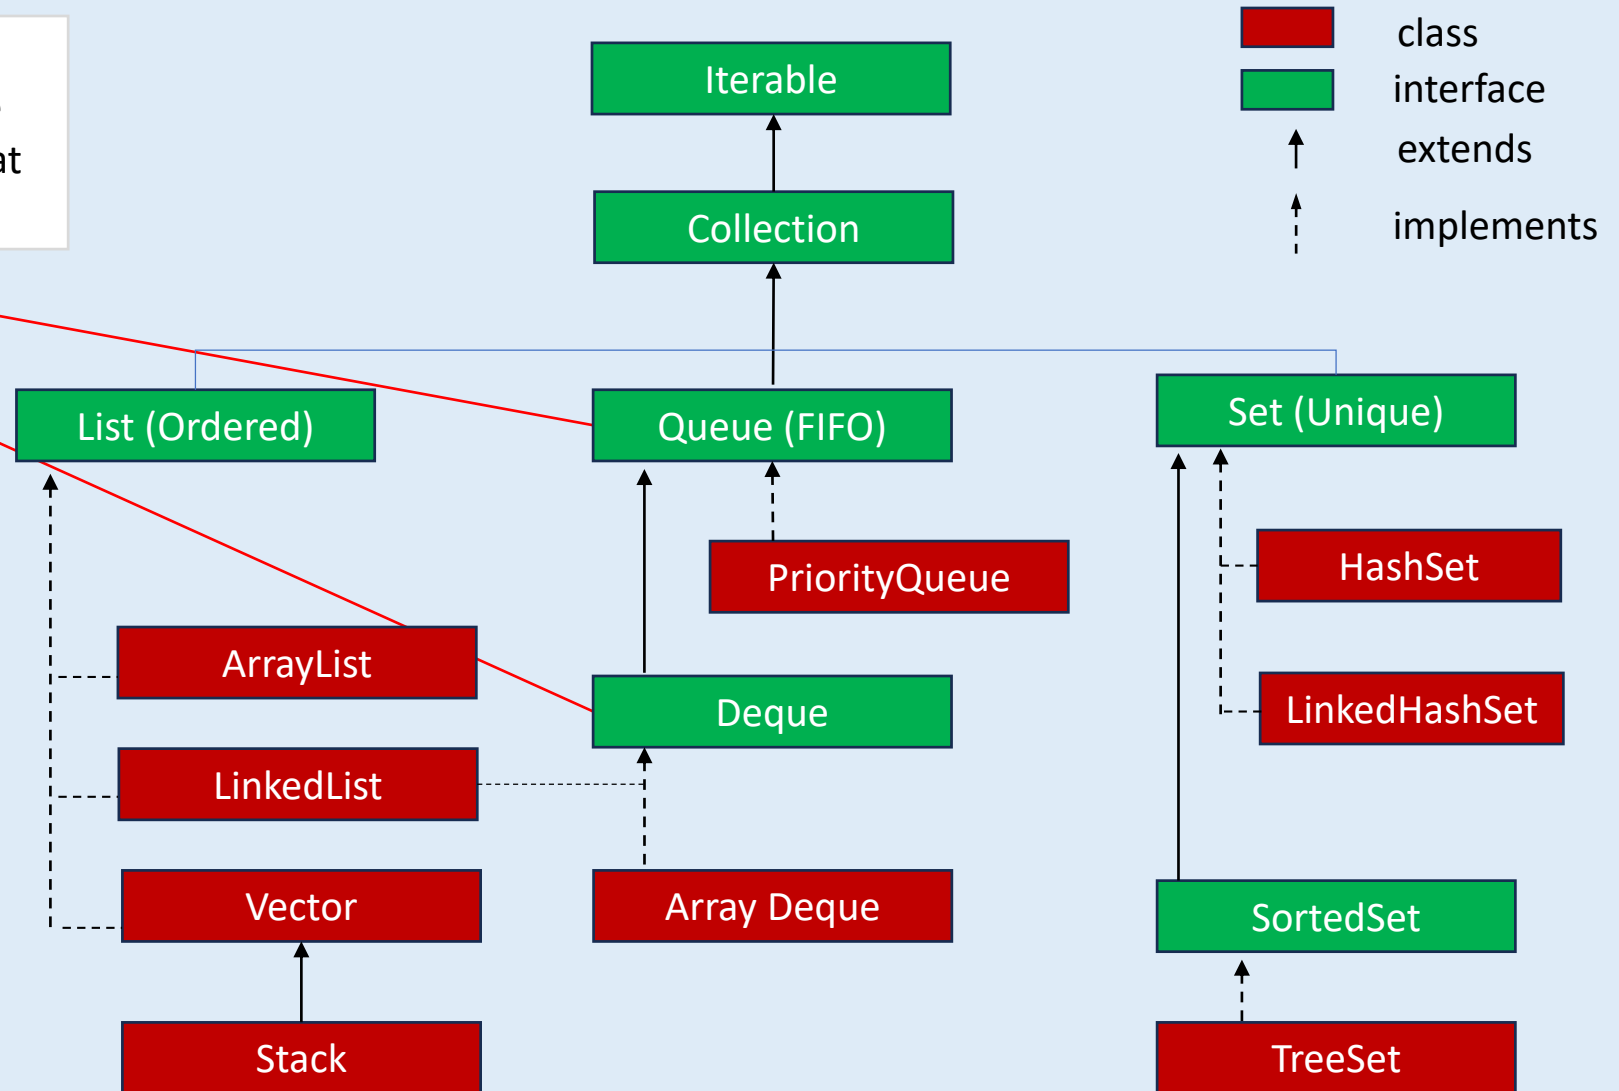 at
class
interface
extends
implements
Iterable
Collection
List (Ordered)
Queue (FIFO)
Set (Unique)
PriorityQueue
HashSet
ArrayList
Deque
LinkedHashSet
LinkedList
Vector
Array Deque
SortedSet
Stack
TreeSet